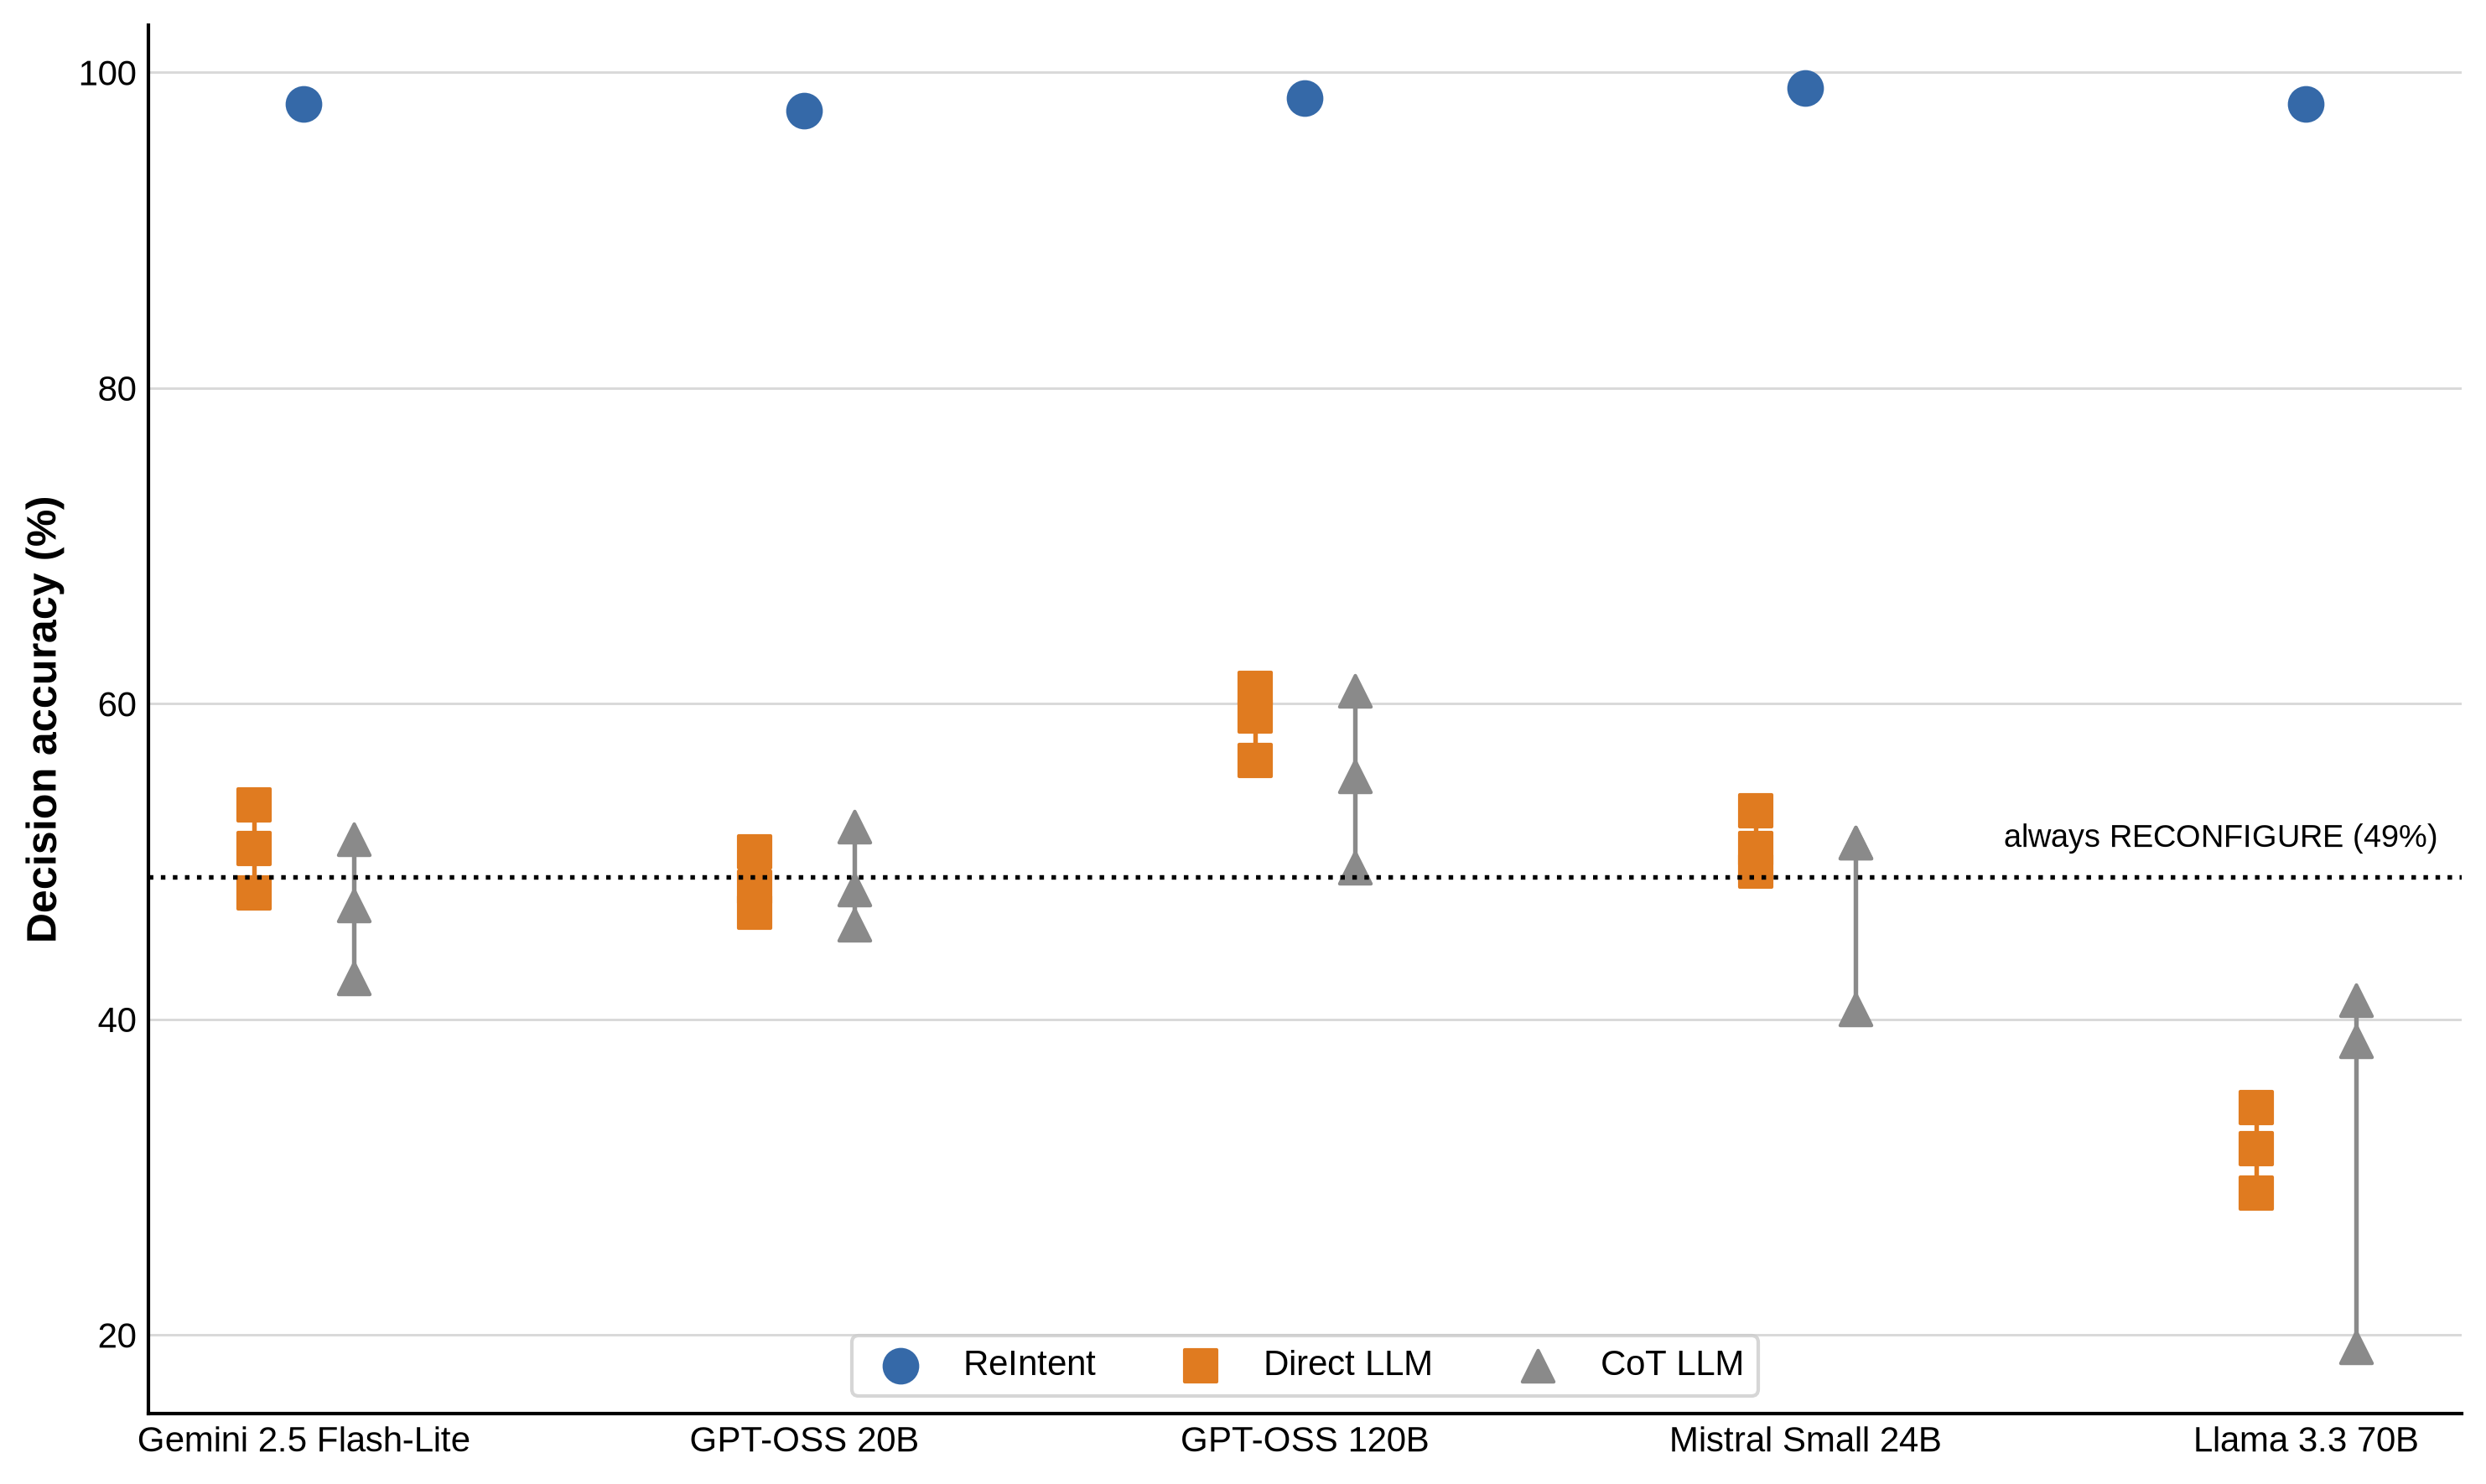 Decision accuracy (%)
100
80
60
40
20
always RECONFIGURE (49%)
ReIntent
Direct LLM
CoT LLM
Gemini 2.5 Flash-Lite
GPT-OSS 20B
GPT-OSS 120B
Mistral Small 24B
Llama 3.3 70B